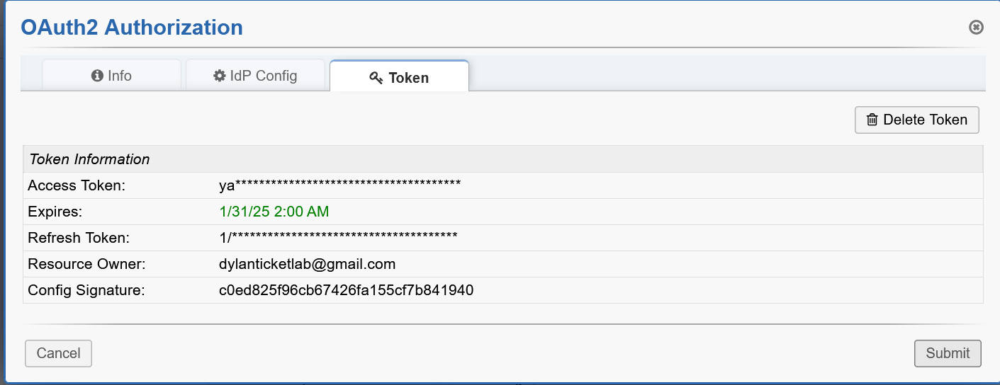 OAuth2 Authorization
Info
IdP Config
Token
Delete Token
Token Information
Access Token: ya**************************************
Expires: 1/31/25 2:00 AM
Refresh Token: 1/**************************************
Resource Owner: dylanticketlab@gmail.com
Config Signature: c0ed825f96cb67426fa155cf7b841940
Cancel
Submit